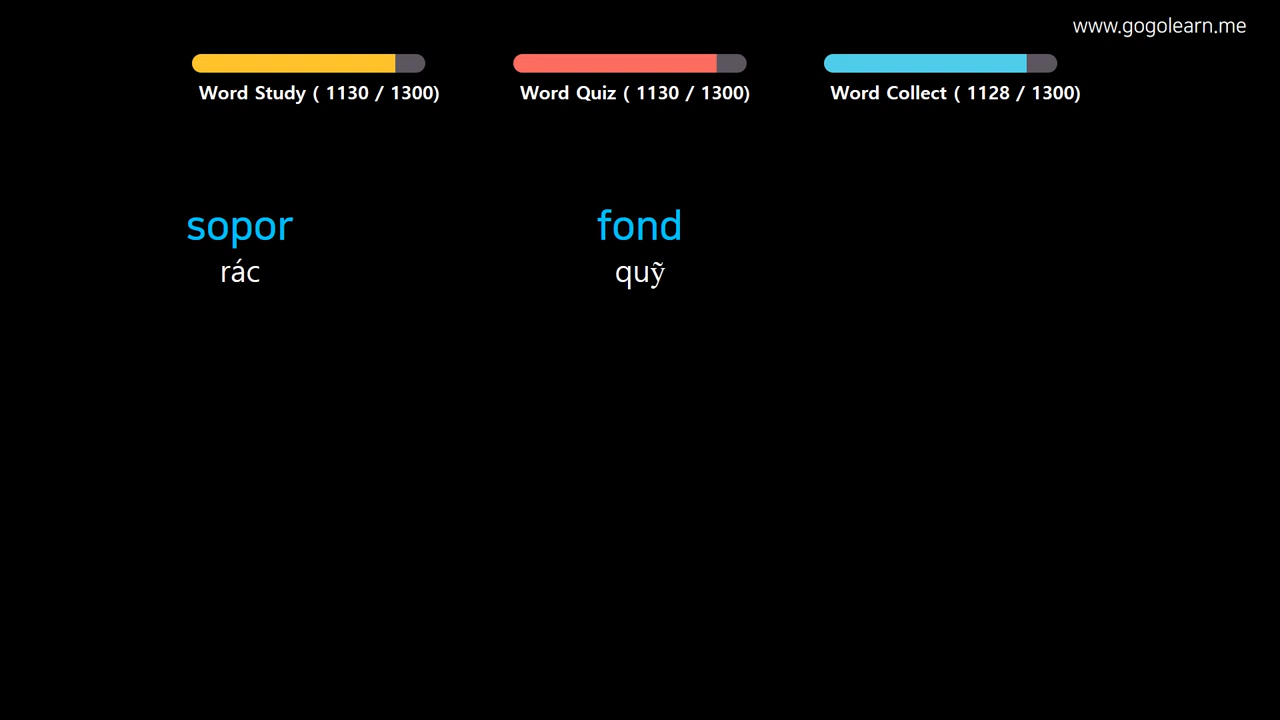 www.gogolearn.me
Word Study ( 1130 / 1300)
Word Quiz ( 1130 / 1300)
Word Collect ( 1128 / 1300)
sopor
rác
fond
quỹ